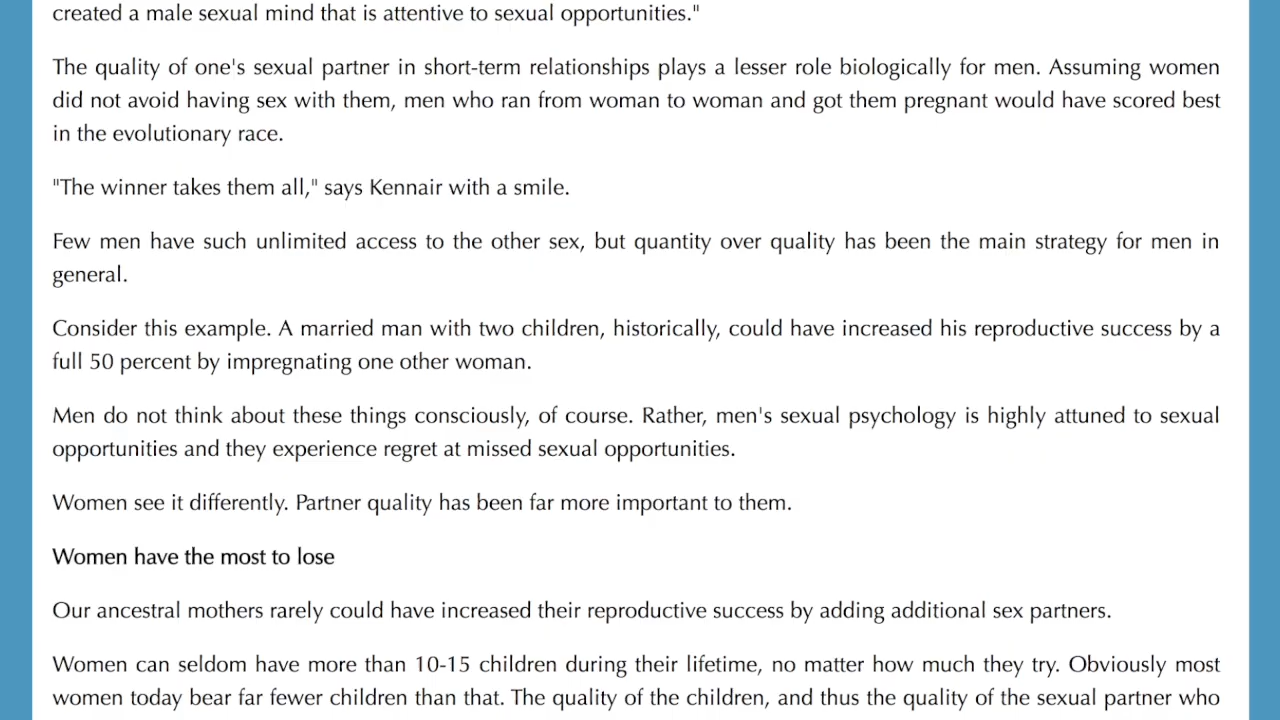 created a male sexual mind that is attentive to sexual opportunities."
The quality of one's sexual partner in short-term relationships plays a lesser role biologically for men. Assuming women
did not avoid having sex with them, men who ran from woman to woman and got them pregnant would have scored best
in the evolutionary race.
"The winner takes them all," says Kennair with a smile.
Few men have such unlimited access to the other sex, but quantity over quality has been the main strategy for men in
general.
Consider this example. A married man with two children, historically, could have increased his reproductive success by a
full 50 percent by impregnating one other woman.
Men do not think about these things consciously, of course. Rather, men's sexual psychology is highly attuned to sexual
opportunities and they experience regret at missed sexual opportunities.
Women see it differently. Partner quality has been far more important to them.
Women have the most to lose
Our ancestral mothers rarely could have increased their reproductive success by adding additional sex partners.
Women can seldom have more than 10-15 children during their lifetime, no matter how much they try. Obviously most
women today bear far fewer children than that. The quality of the children, and thus the quality of the sexual partner who